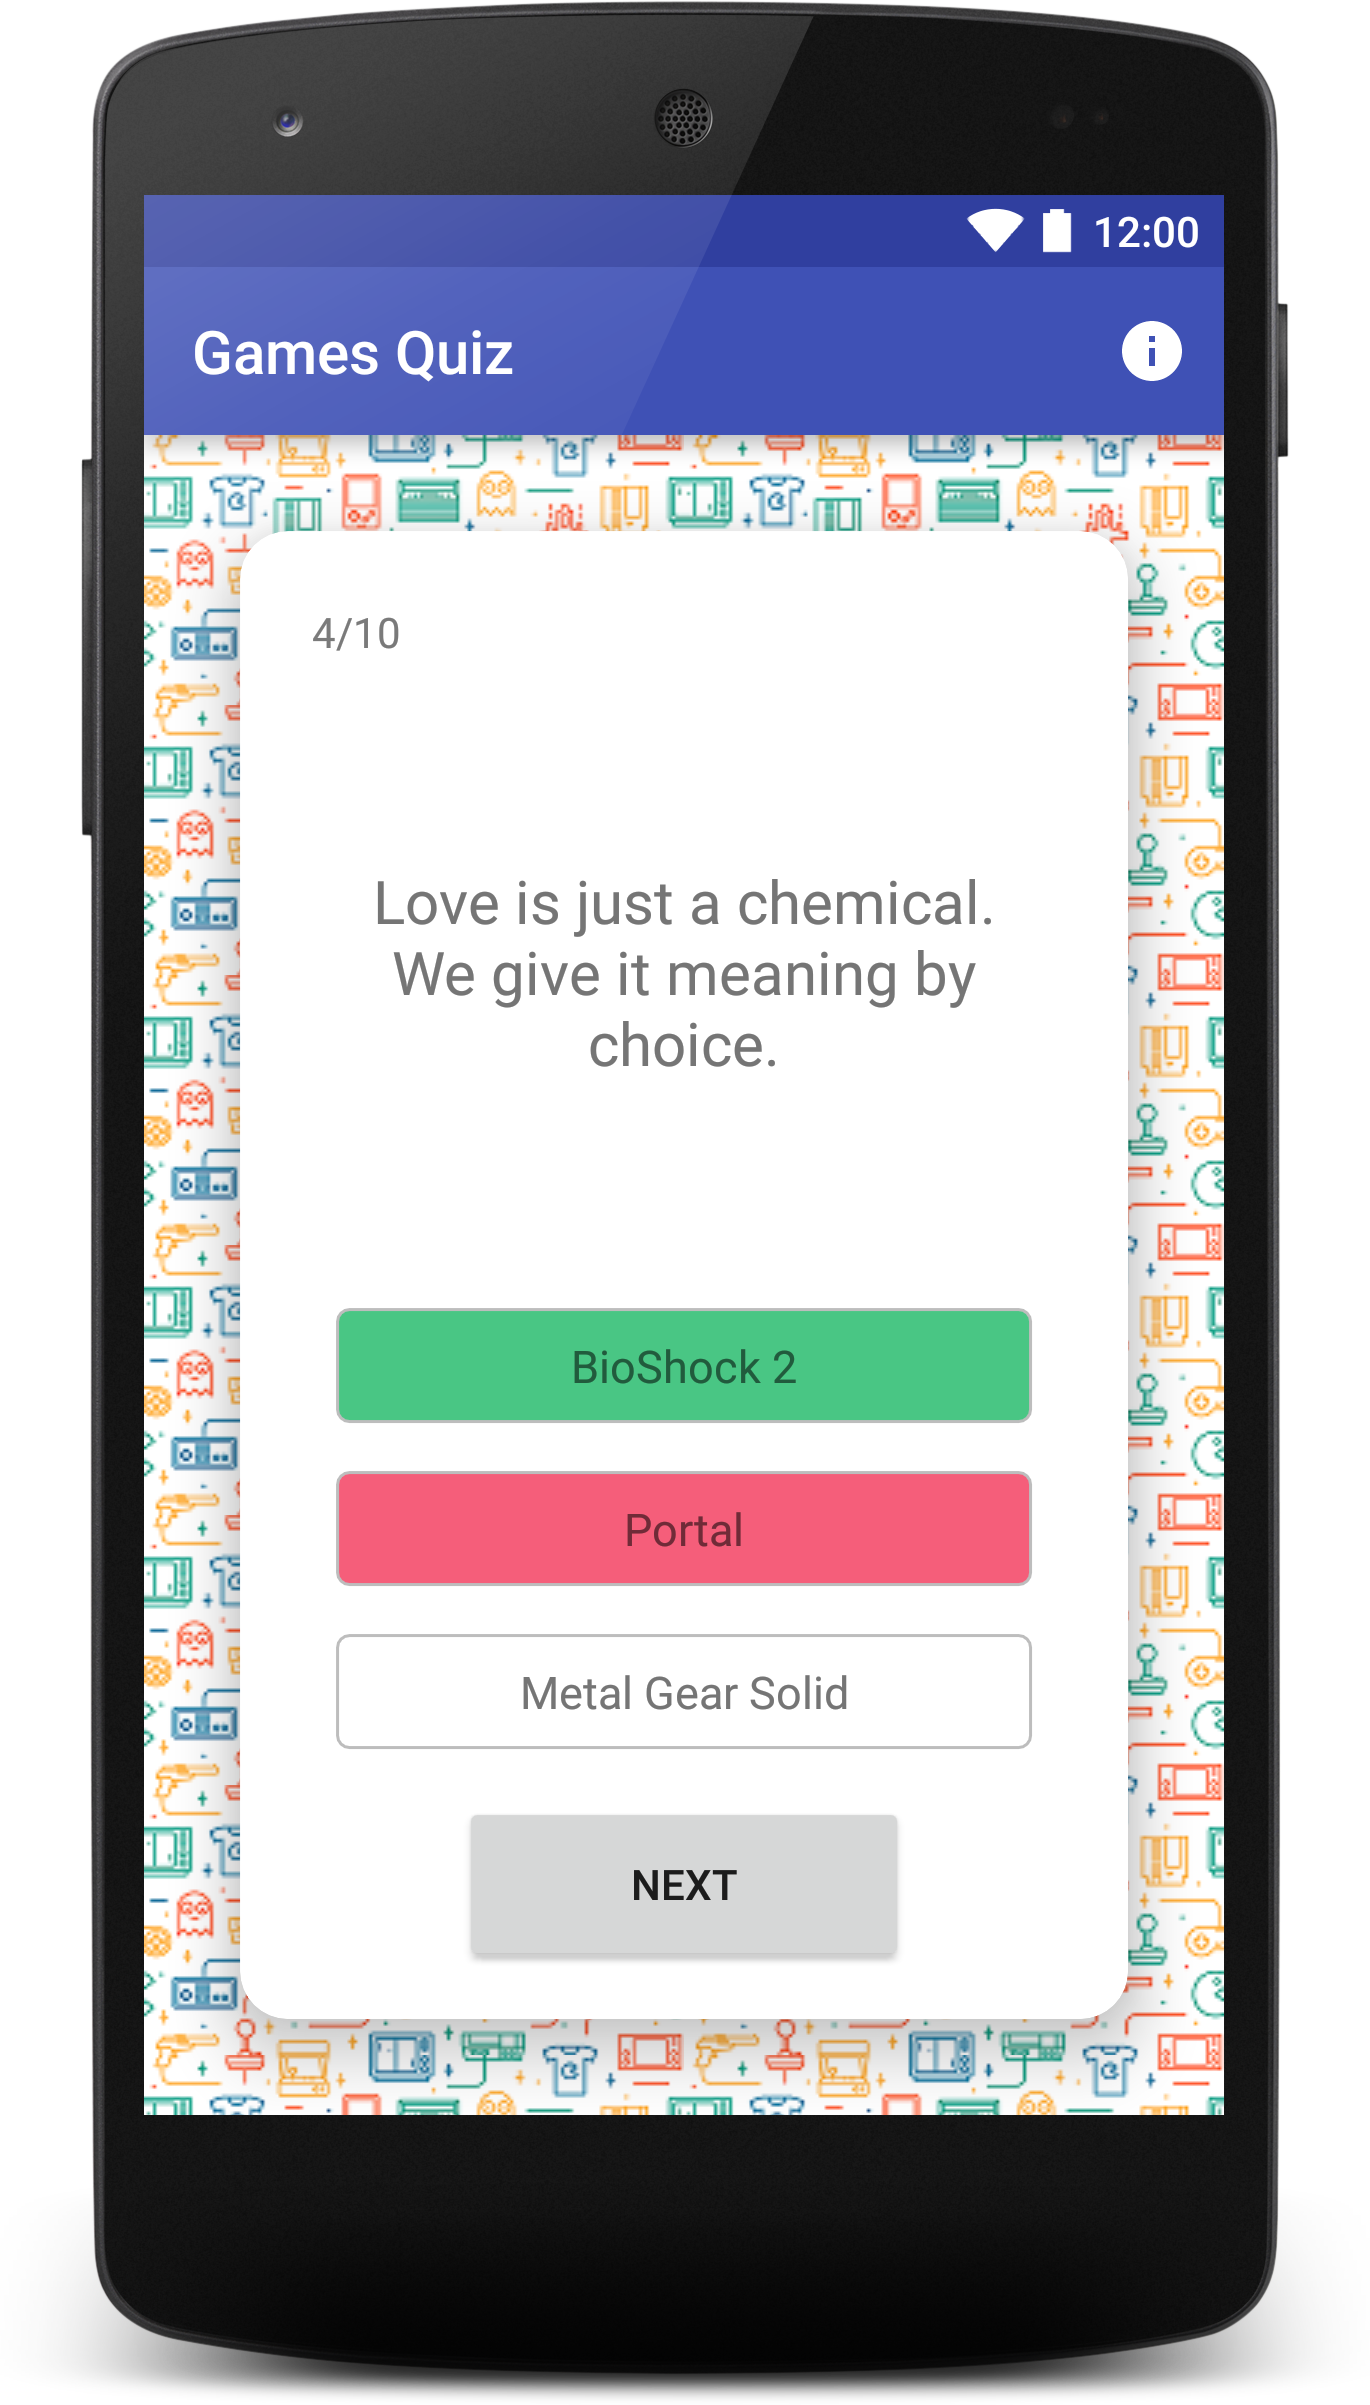 12:00
Games Quiz
4/10
Love is just a chemical.
We give it meaning by
choice.
BioShock 2
Portal
Metal Gear Solid
NEXT